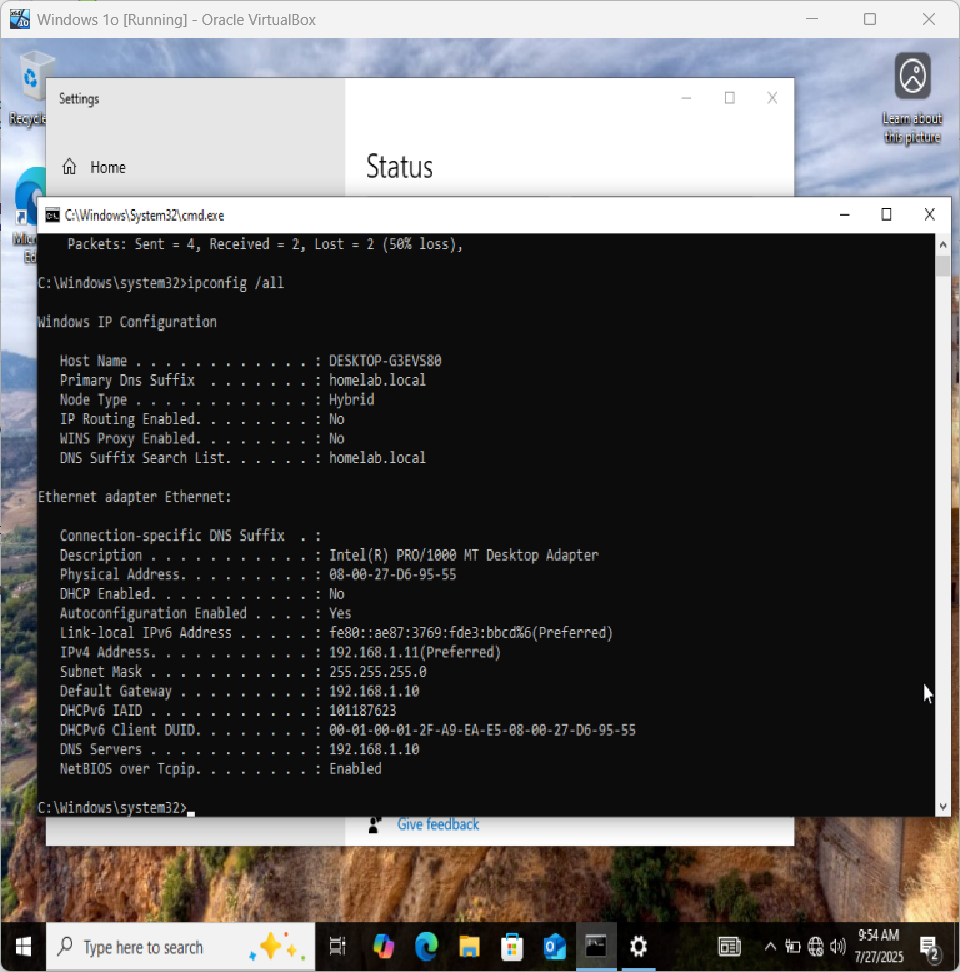 Windows 1o [Running] - Oracle VirtualBox
Learn about
this picture
Settings
Home
Status
C:\Windows\System32\cmd.exe
Packets: Sent = 4, Received = 2, Lost = 2 (50% loss),
C:\Windows\system32>ipconfig /all
Windows IP Configuration
Host Name . . . . . . . . . . . . : DESKTOP-G3EVS80
Primary Dns Suffix  . . . . . . . : homelab.local
Node Type . . . . . . . . . . . . : Hybrid
IP Routing Enabled. . . . . . . . : No
WINS Proxy Enabled. . . . . . . . : No
DNS Suffix Search List. . . . . . : homelab.local
Ethernet adapter Ethernet:
Connection-specific DNS Suffix  . :
Description . . . . . . . . . . . : Intel(R) PRO/1000 MT Desktop Adapter
Physical Address. . . . . . . . . : 08-00-27-D6-95-55
DHCP Enabled. . . . . . . . . . . : No
Autoconfiguration Enabled . . . . : Yes
Link-local IPv6 Address . . . . . : fe80::ae87:3769:fde3:bbcd%6(Preferred)
IPv4 Address. . . . . . . . . . . : 192.168.1.11(Preferred)
Subnet Mask . . . . . . . . . . . : 255.255.255.0
Default Gateway . . . . . . . . . : 192.168.1.10
DHCPv6 IAID . . . . . . . . . . . : 101187623
DHCPv6 Client DUID. . . . . . . . : 00-01-00-01-2F-A9-EA-E5-08-00-27-D6-95-55
DNS Servers . . . . . . . . . . . : 192.168.1.10
NetBIOS over Tcpip. . . . . . . . : Enabled
C:\Windows\system32>
Give feedback
Type here to search
9:54 AM
7/27/2025
2